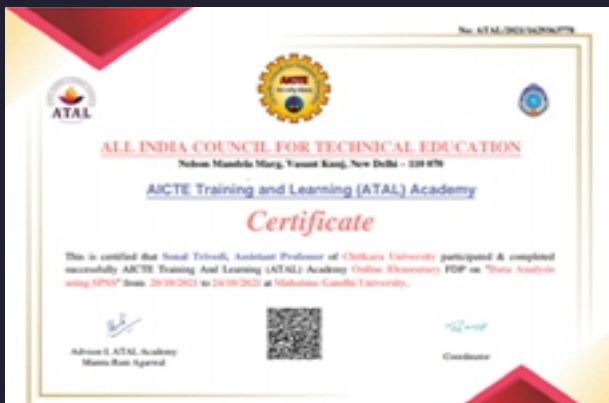 No: ATAL/2021/1629363778
ATAL
AICTE
ALL INDIA COUNCIL FOR TECHNICAL EDUCATION
Nelson Mandela Marg, Vasant Kunj, New Delhi – 110 070
AICTE Training and Learning (ATAL) Academy
Certificate
This is certified that Sonal Trivedi, Assistant Professor of Chitkara University participated & completed
successfully AICTE Training And Learning (ATAL) Academy Online Elementary FDP on "Data Analysis
using SPSS" from 20/10/2021 to 24/10/2021 at Mahatma Gandhi University.
Advisor-I, ATAL Academy
Mamta Rani Agarwal
Coordinator